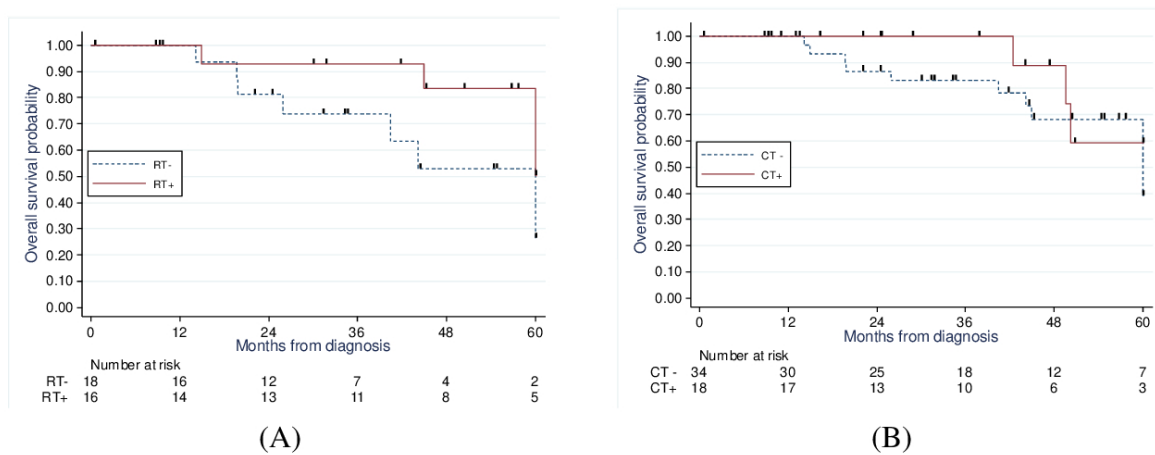 1.00
0.90
0.80
0.70
0.60
0.50
0.40
0.30
0.20
0.10
0.00
Overall survival probability
RT-
RT+
0 12 24 36 48 60
Months from diagnosis
Number at risk
RT- 18 16 12 7 4 2
RT+ 16 14 13 11 8 5
(A)
1.00
0.90
0.80
0.70
0.60
0.50
0.40
0.30
0.20
0.10
0.00
Overall survival probability
CT -
CT+
0 12 24 36 48 60
Months from diagnosis
Number at risk
CT - 34 30 25 18 12 7
CT+ 18 17 13 10 6 3
(B)